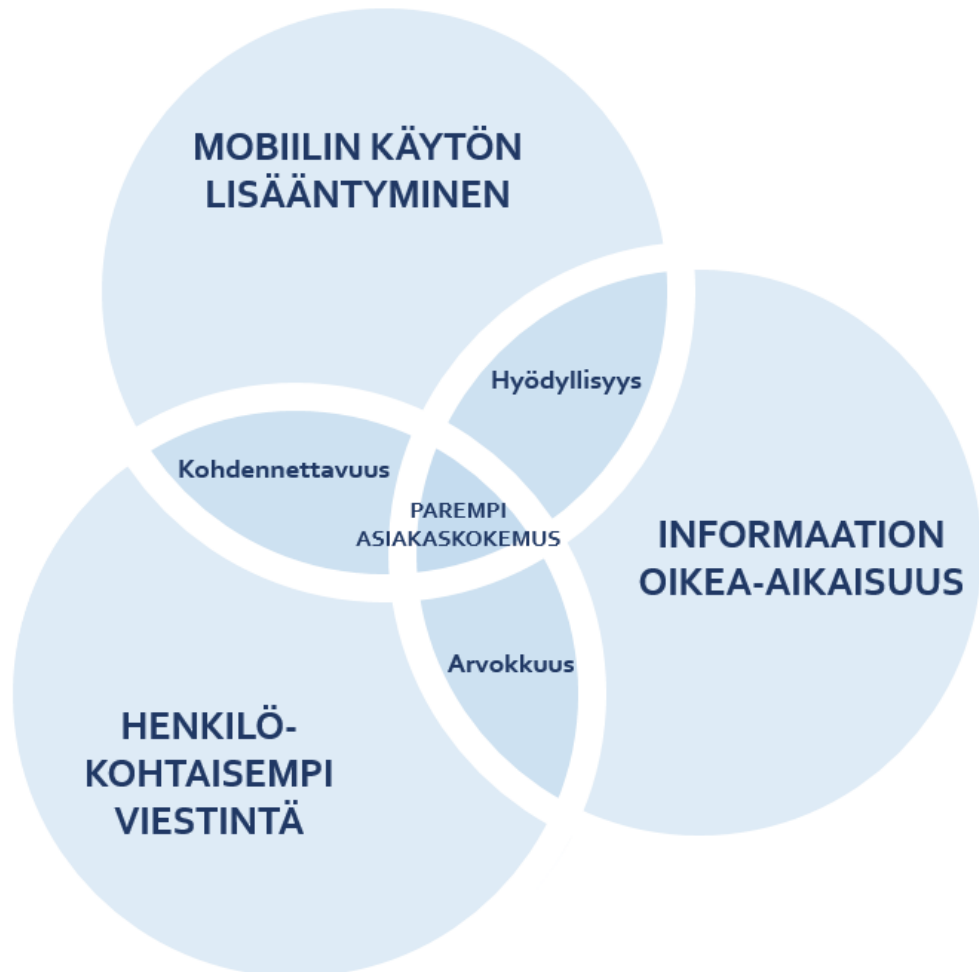 MOBIILIN KÄYTÖN
LISÄÄNTYMINEN
Hyödyllisyys
Kohdennettavuus
PAREMPI
ASIAKASKOKEMUS
INFORMAATION
OIKEA-AIKAISUUS
Arvokkuus
HENKILÖ-
KOHTAISEMPI
VIESTINTÄ